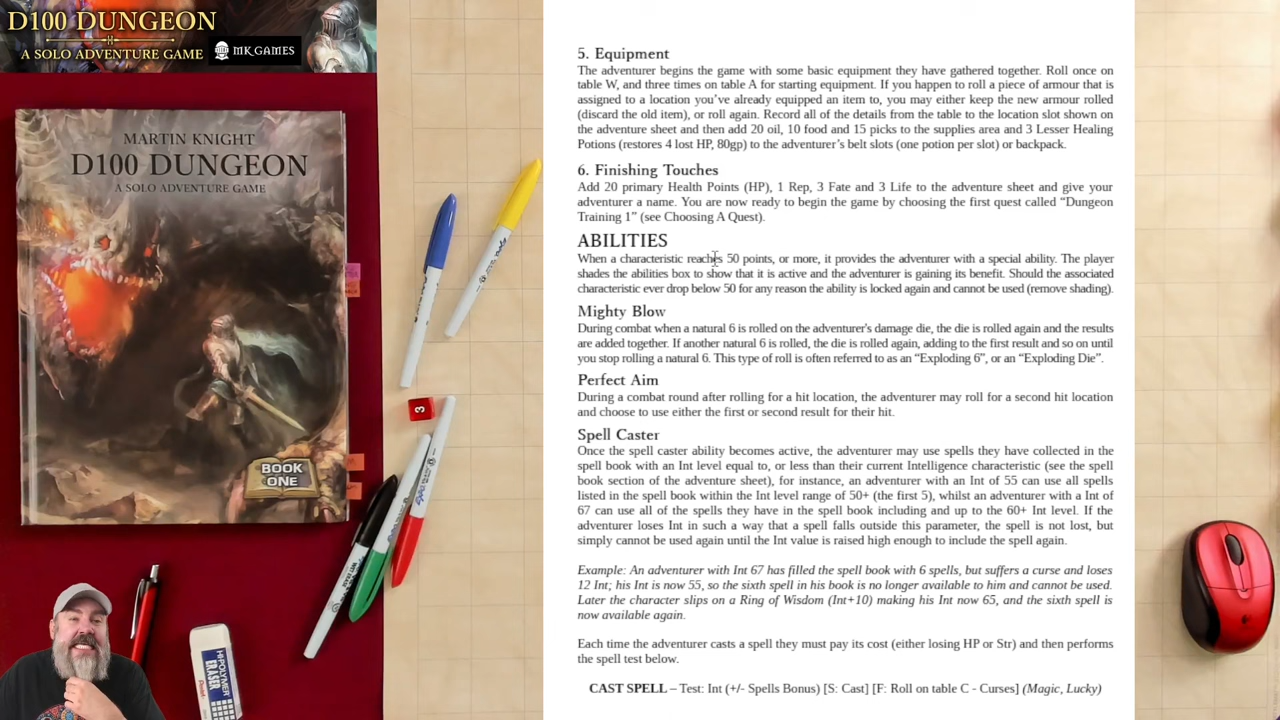 D100 DUNGEON
A SOLO ADVENTURE GAME
MK GAMES
MARTIN KNIGHT
D100 DUNGEON
A SOLO ADVENTURE GAME
BOOK
ONE
3
HI-POLYMER
ERASER
Pentel
5. Equipment
The adventurer begins the game with some basic equipment they have gathered together. Roll once on
table W, and three times on table A for starting equipment. If you happen to roll a piece of armour that is
assigned to a location you've already equipped an item to, you may either keep the new armour rolled
(discard the old item), or roll again. Record all of the details from the table to the location slot shown on
the adventure sheet and then add 20 oil, 10 food and 15 picks to the supplies area and 3 Lesser Healing
Potions (restores 4 lost HP, 80gp) to the adventurer's belt slots (one potion per slot) or backpack.
6. Finishing Touches
Add 20 primary Health Points (HP), 1 Rep, 3 Fate and 3 Life to the adventure sheet and give your
adventurer a name. You are now ready to begin the game by choosing the first quest called “Dungeon
Training 1” (see Choosing A Quest).
ABILITIES
When a characteristic reaches 50 points, or more, it provides the adventurer with a special ability. The player
shades the abilities box to show that it is active and the adventurer is gaining its benefit. Should the associated
characteristic ever drop below 50 for any reason the ability is locked again and cannot be used (remove shading).
Mighty Blow
During combat when a natural 6 is rolled on the adventurer's damage die, the die is rolled again and the results
are added together. If another natural 6 is rolled, the die is rolled again, adding to the first result and so on until
you stop rolling a natural 6. This type of roll is often referred to as an “Exploding 6”, or an “Exploding Die”.
Perfect Aim
During a combat round after rolling for a hit location, the adventurer may roll for a second hit location
and choose to use either the first or second result for their hit.
Spell Caster
Once the spell caster ability becomes active, the adventurer may use spells they have collected in the
spell book with an Int level equal to, or less than their current Intelligence characteristic (see the spell
book section of the adventure sheet), for instance, an adventurer with an Int of 55 can use all spells
listed in the spell book within the Int level range of 50+ (the first 5), whilst an adventurer with a Int of
67 can use all of the spells they have in the spell book including and up to the 60+ Int level. If the
adventurer loses Int in such a way that a spell falls outside this parameter, the spell is not lost, but
simply cannot be used again until the Int value is raised high enough to include the spell again.
Example: An adventurer with Int 67 has filled the spell book with 6 spells, but suffers a curse and loses
12 Int; his Int is now 55, so the sixth spell in his book is no longer available to him and cannot be used.
Later the character slips on a Ring of Wisdom (Int+10) making his Int now 65, and the sixth spell is
now available again.
Each time the adventurer casts a spell they must pay its cost (either losing HP or Str) and then performs
the spell test below.
CAST SPELL – Test: Int (+/- Spells Bonus) [S: Cast] [F: Roll on table C - Curses] (Magic, Lucky)